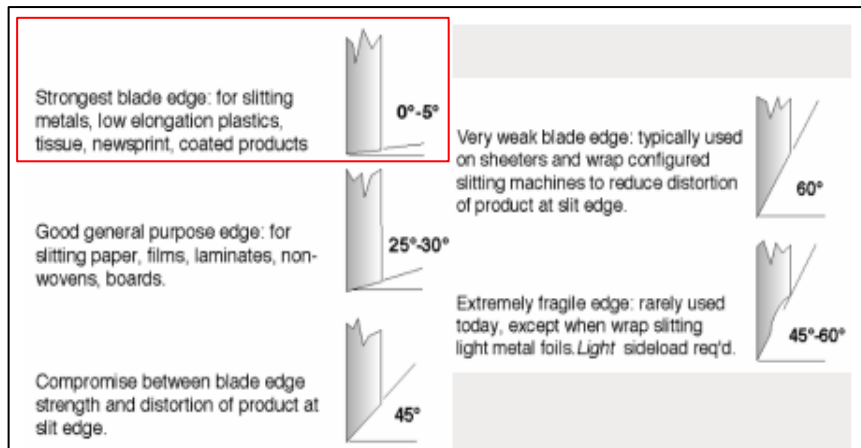 Strongest blade edge: for slitting
metals, low elongation plastics,
tissue, newsprint, coated products
0°-5°
Good general purpose edge: for
slitting paper, films, laminates, non-
wovens, boards.
25°-30°
Compromise between blade edge
strength and distortion of product at
slit edge.
45°
Very weak blade edge: typically used
on sheeters and wrap configured
slitting machines to reduce distortion
of product at slit edge.
60°
Extremely fragile edge: rarely used
today, except when wrap slitting
light metal foils. Light sideload req'd.
45°-60°